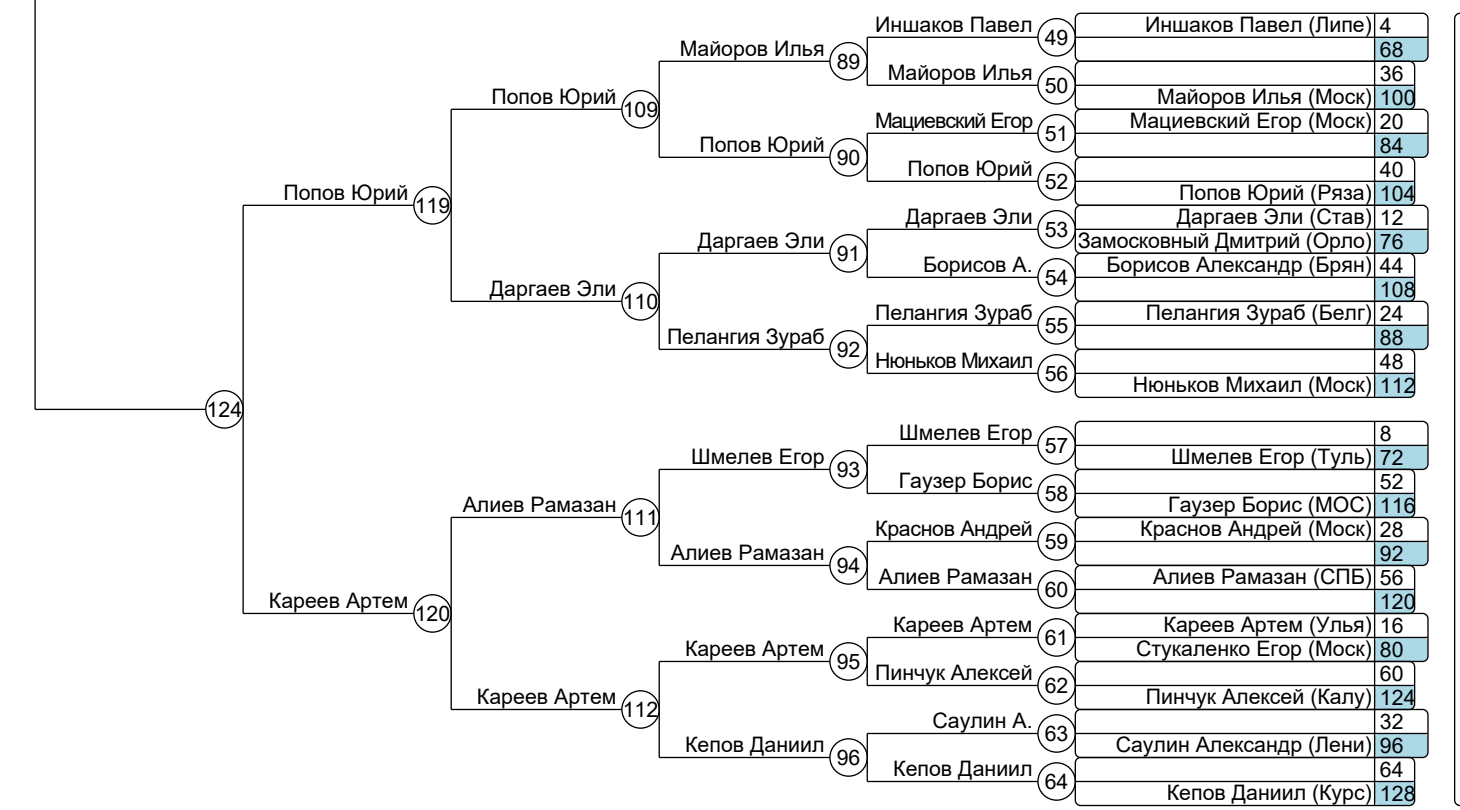 Иншаков Павел 49 Иншаков Павел (Липе) 4
Майоров Илья 89 68
Майоров Илья 50 36
Попов Юрий 109 Майоров Илья (Моск) 100
Мациевский Егор 51 Мациевский Егор (Моск) 20
Попов Юрий 90 84
Попов Юрий 52 40
Попов Юрий 119 Попов Юрий (Ряза) 104
Даргаев Эли 53 Даргаев Эли (Став) 12
Даргаев Эли 91 Замосковный Дмитрий (Орло) 76
Борисов А. 54 Борисов Александр (Брян) 44
Даргаев Эли 110 108
Пелангия Зураб 55 Пелангия Зураб (Белг) 24
Пелангия Зураб 92 88
Нюньков Михаил 56 48
Нюньков Михаил (Моск) 112
124
Шмелев Егор 57 8
Шмелев Егор 93 Шмелев Егор (Туль) 72
Гаузер Борис 58 52
Алиев Рамазан 111 Гаузер Борис (МОС) 116
Краснов Андрей 59 Краснов Андрей (Моск) 28
Алиев Рамазан 94 92
Алиев Рамазан 60 Алиев Рамазан (СПБ) 56
Кареев Артем 120 120
Кареев Артем 61 Кареев Артем (Улья) 16
Кареев Артем 95 Стукаленко Егор (Моск) 80
Пинчук Алексей 62 60
Кареев Артем 112 Пинчук Алексей (Калу) 124
Саулин А. 63 32
Кепов Даниил 96 Саулин Александр (Лени) 96
Кепов Даниил 64 64
Кепов Даниил (Курс) 128